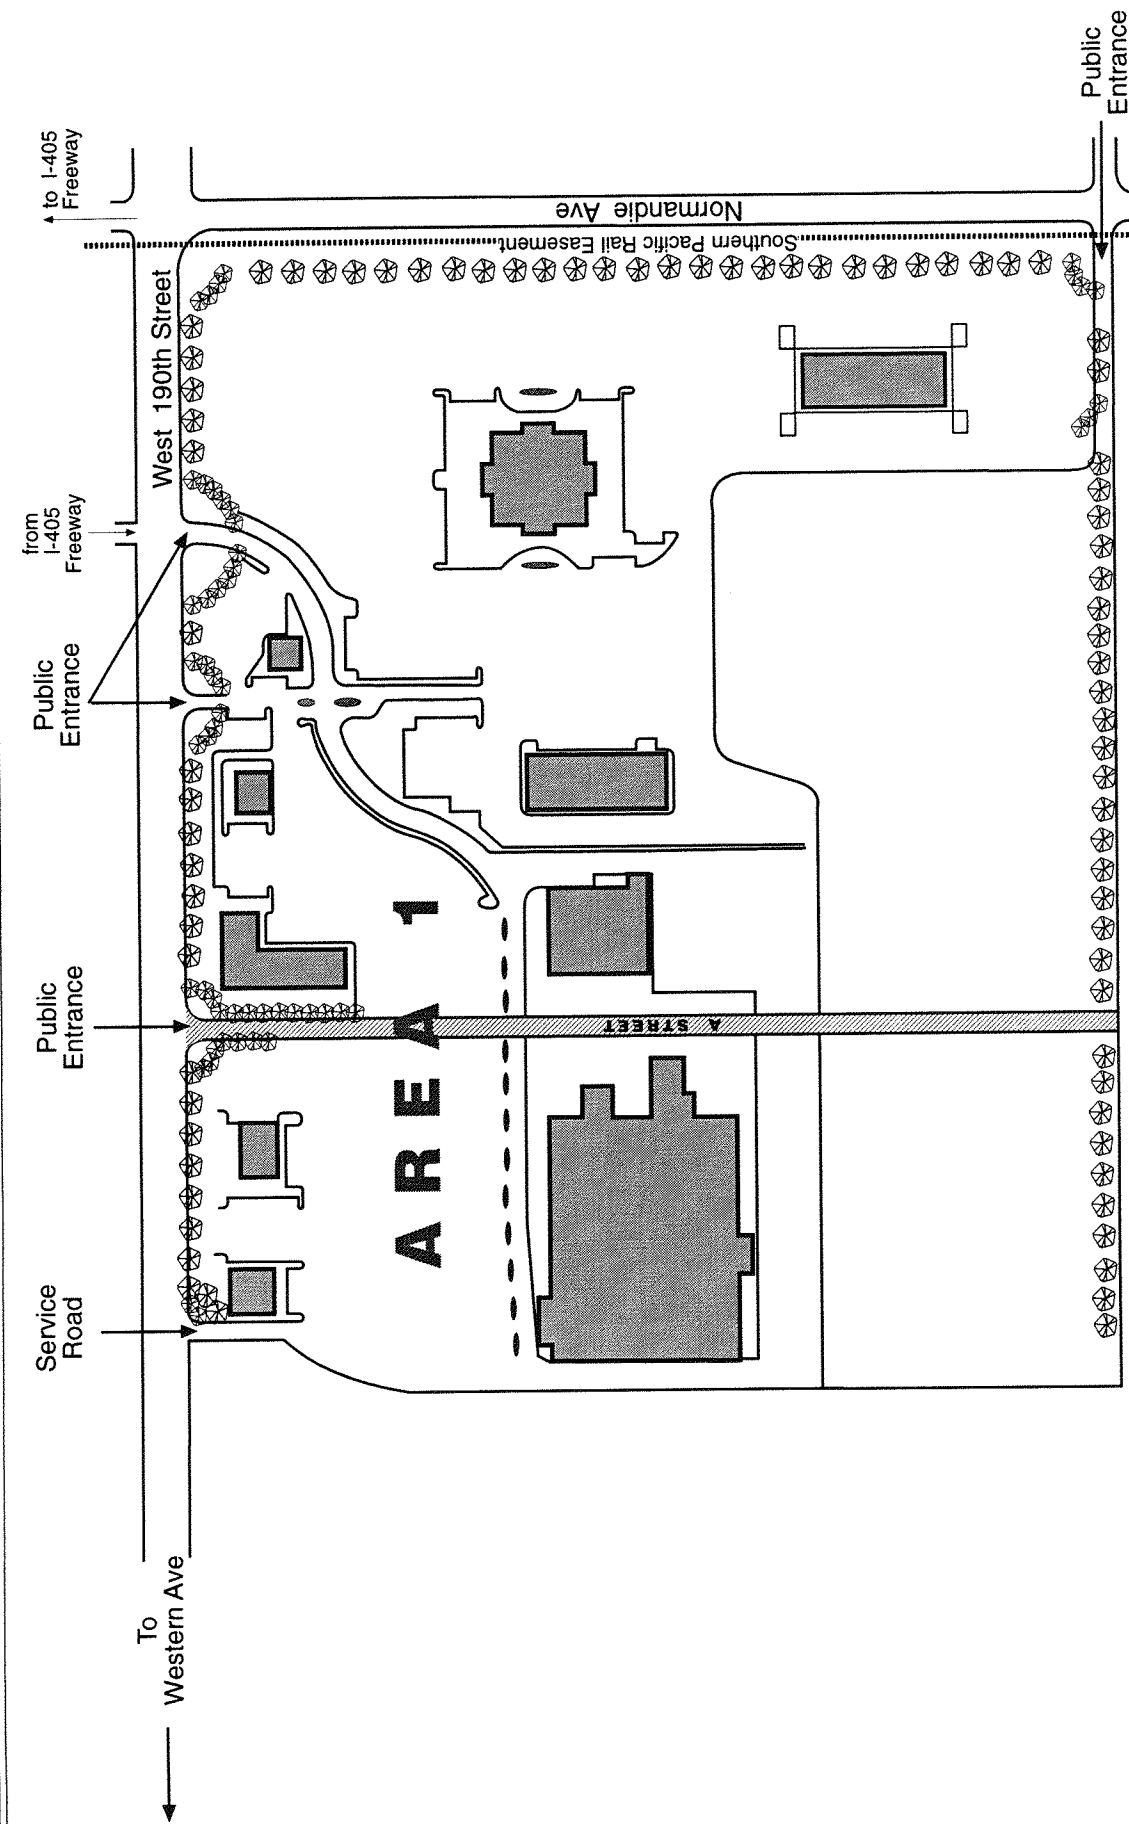 To
Western Ave
Service
Road
Public
Entrance
Public
Entrance
from
I-405
Freeway
to I-405
Freeway
West 190th Street
AREA 1
A STREET
Normandie Ave
Southern Pacific Rail Easement
Public
Entrance